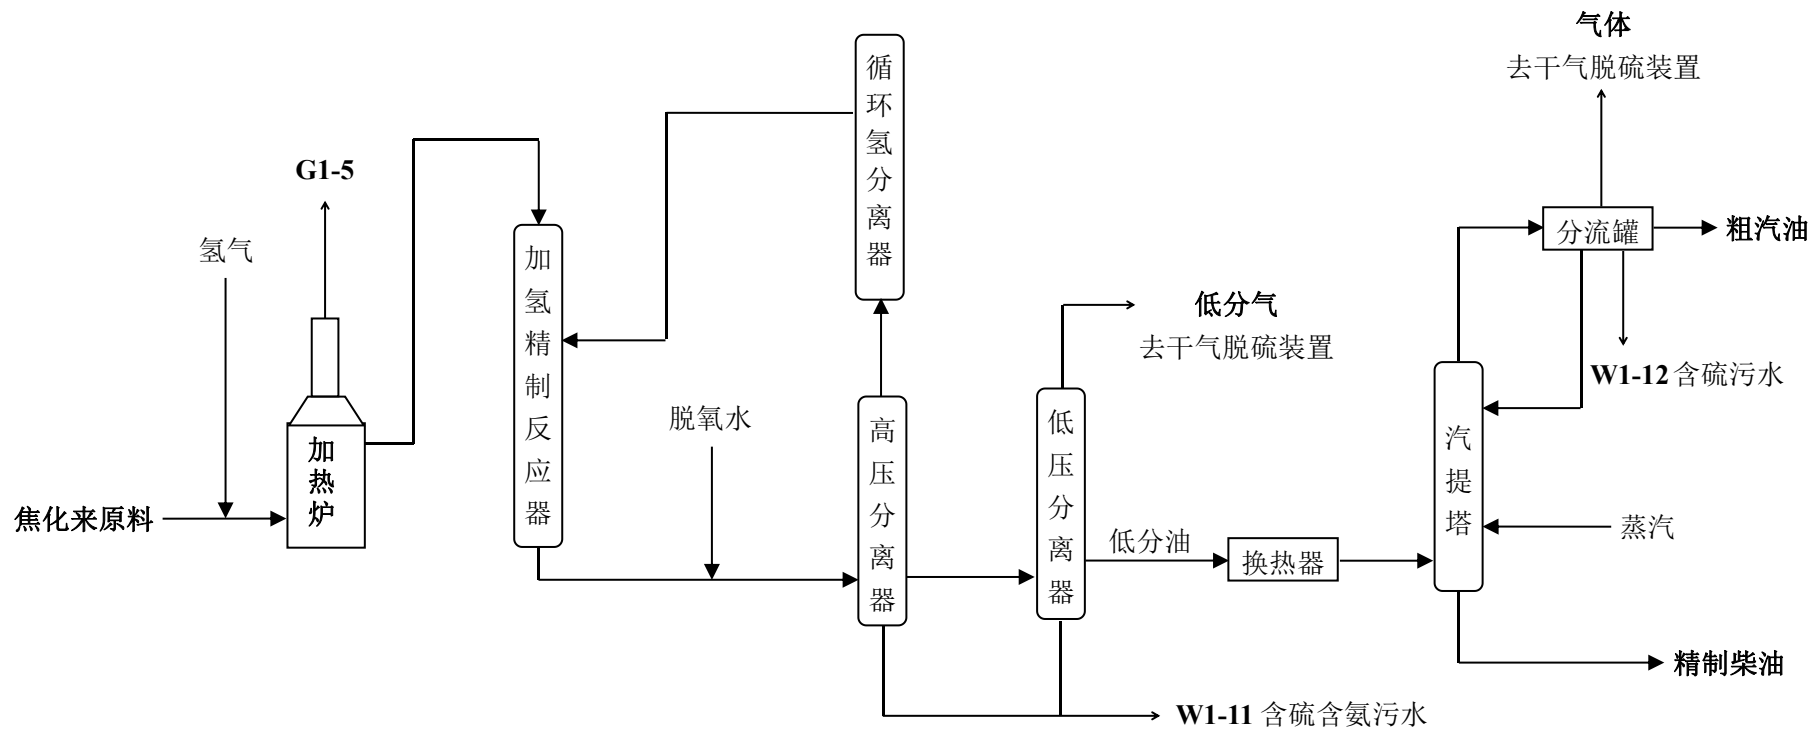 气体
去干气脱硫装置
循环氢分离器
G1-5
氢气
加氢精制反应器
分流罐
粗汽油
低分气
去干气脱硫装置
W1-12 含硫污水
脱氧水
高压分离器
低压分离器
汽提塔
加热炉
焦化来原料
低分油
换热器
蒸汽
精制柴油
W1-11 含硫含氨污水